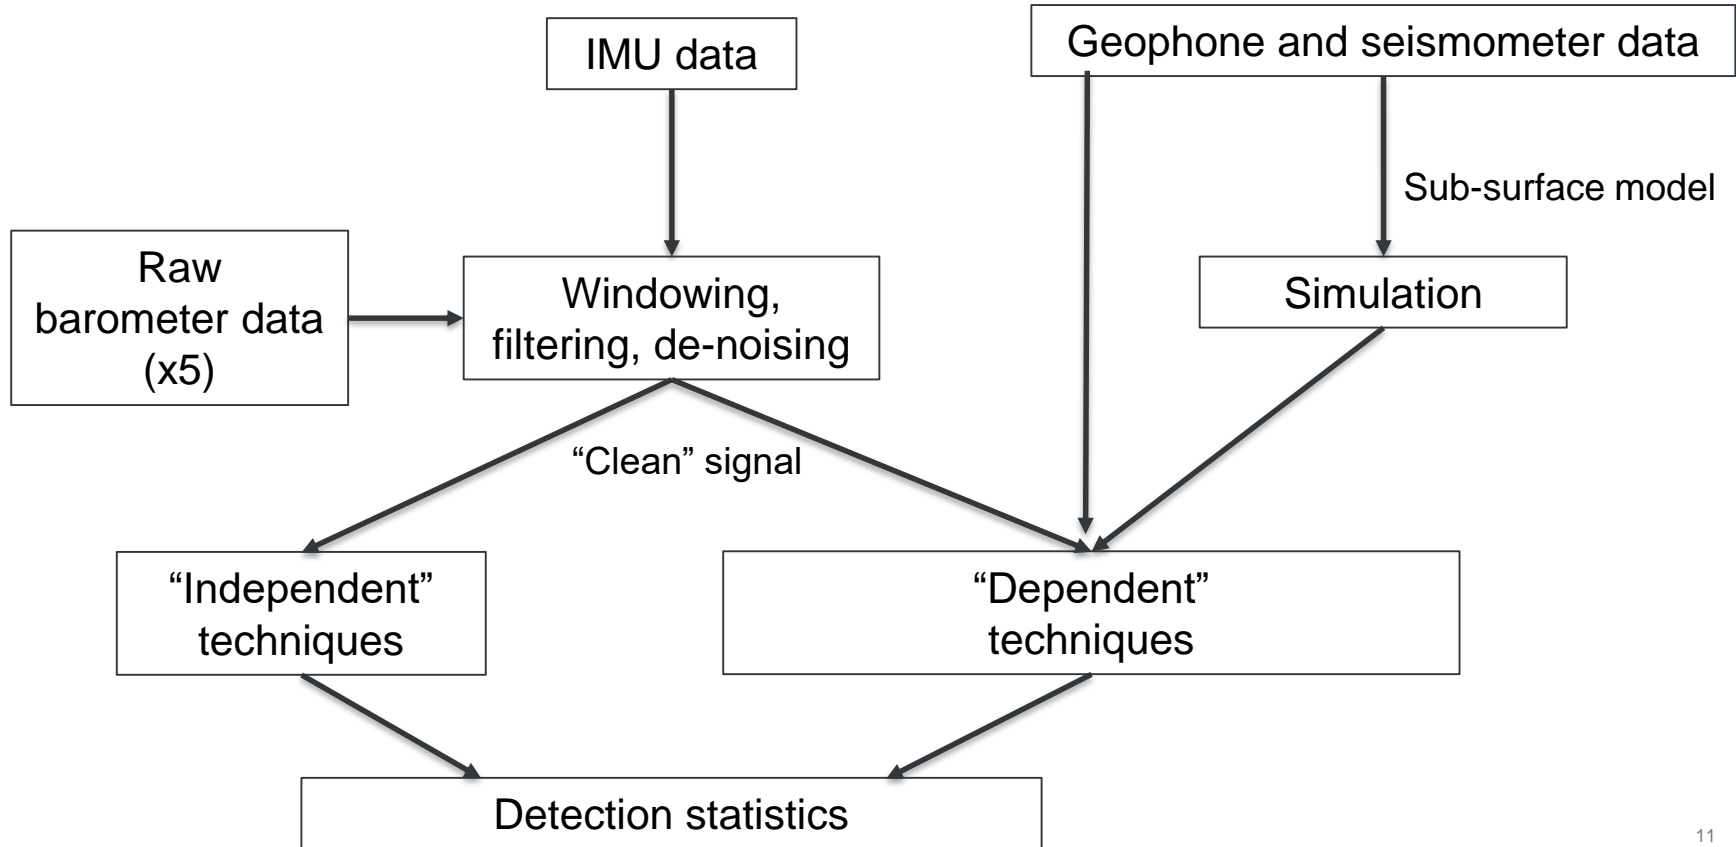 IMU data
Geophone and seismometer data
Sub-surface model
Raw
barometer data
(x5)
Windowing,
filtering, de-noising
Simulation
“Clean” signal
“Independent”
techniques
“Dependent”
techniques
Detection statistics
11